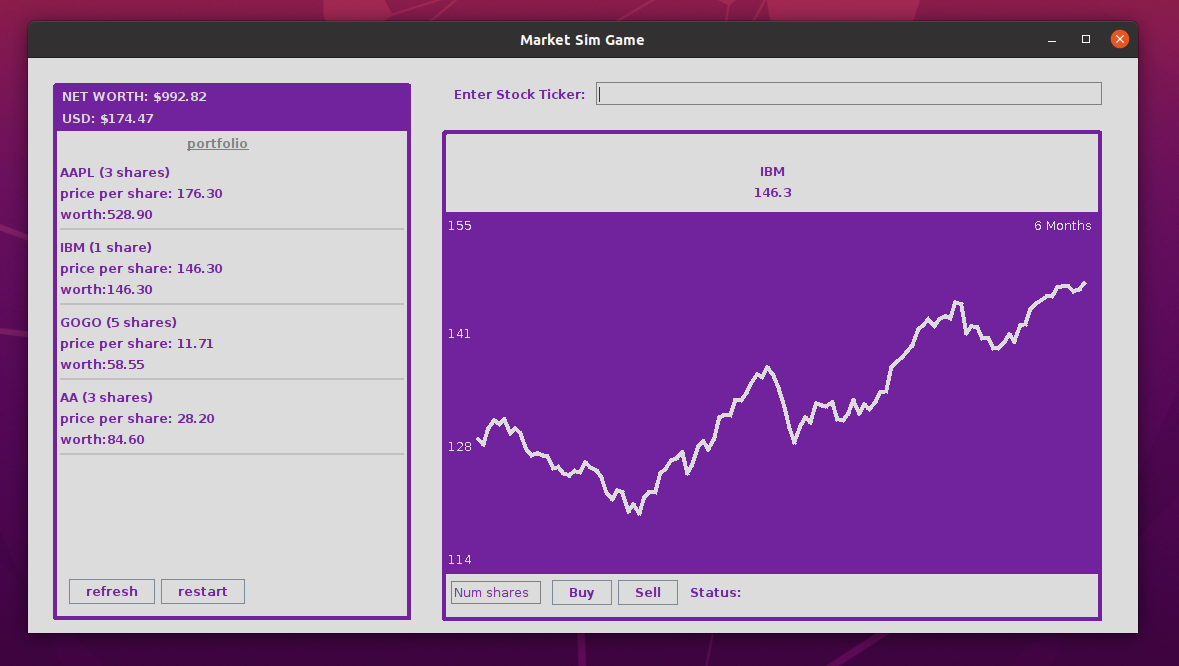 Market Sim Game
NET WORTH: $992.82
USD: $174.47
portfolio
AAPL (3 shares)
price per share: 176.30
worth:528.90
IBM (1 share)
price per share: 146.30
worth:146.30
GOGO (5 shares)
price per share: 11.71
worth:58.55
AA (3 shares)
price per share: 28.20
worth:84.60
refresh
restart
Enter Stock Ticker:
IBM
146.3
155
6 Months
141
128
114
Num shares
Buy
Sell
Status: